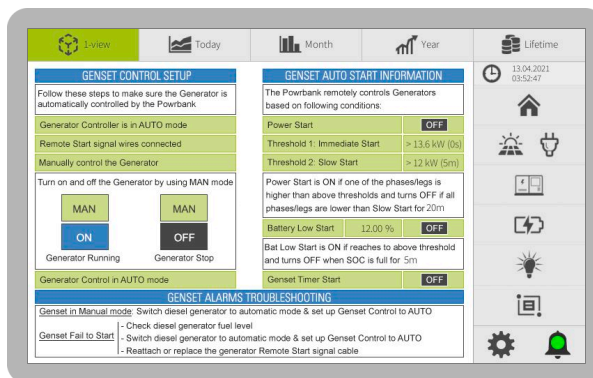 1-view
Today
Month
Year
Lifetime
13.04.2021
03:52:47
GENSET CONTROL SETUP
Follow these steps to make sure the Generator is
automatically controlled by the Powrbank
Generator Controller is in AUTO mode
Remote Start signal wires connected
Manually control the Generator
Turn on and off the Generator by using MAN mode
MAN MAN
ON OFF
Generator Running Generator Stop
Generator Control in AUTO mode
GENSET AUTO START INFORMATION
The Powrbank remotely controls Generators
based on following conditions:
Power Start OFF
Threshold 1: Immediate Start > 13.6 kW (0s)
Threshold 2: Slow Start > 12 kW (5m)
Power Start is ON if one of the phases/legs is
higher than above thresholds and turns OFF if all
phases/legs are lower than Slow Start for 20m
Battery Low Start 12.00 % OFF
Bat Low Start is ON if reaches to above threshold
and turns OFF when SOC is full for 5m
Genset Timer Start OFF
GENSET ALARMS TROUBLESHOOTING
Genset in Manual mode: Switch diesel generator to automatic mode & set up Genset Control to AUTO
Genset Fail to Start
- Check diesel generator fuel level
- Switch diesel generator to automatic mode & set up Genset Control to AUTO
- Reattach or replace the generator Remote Start signal cable